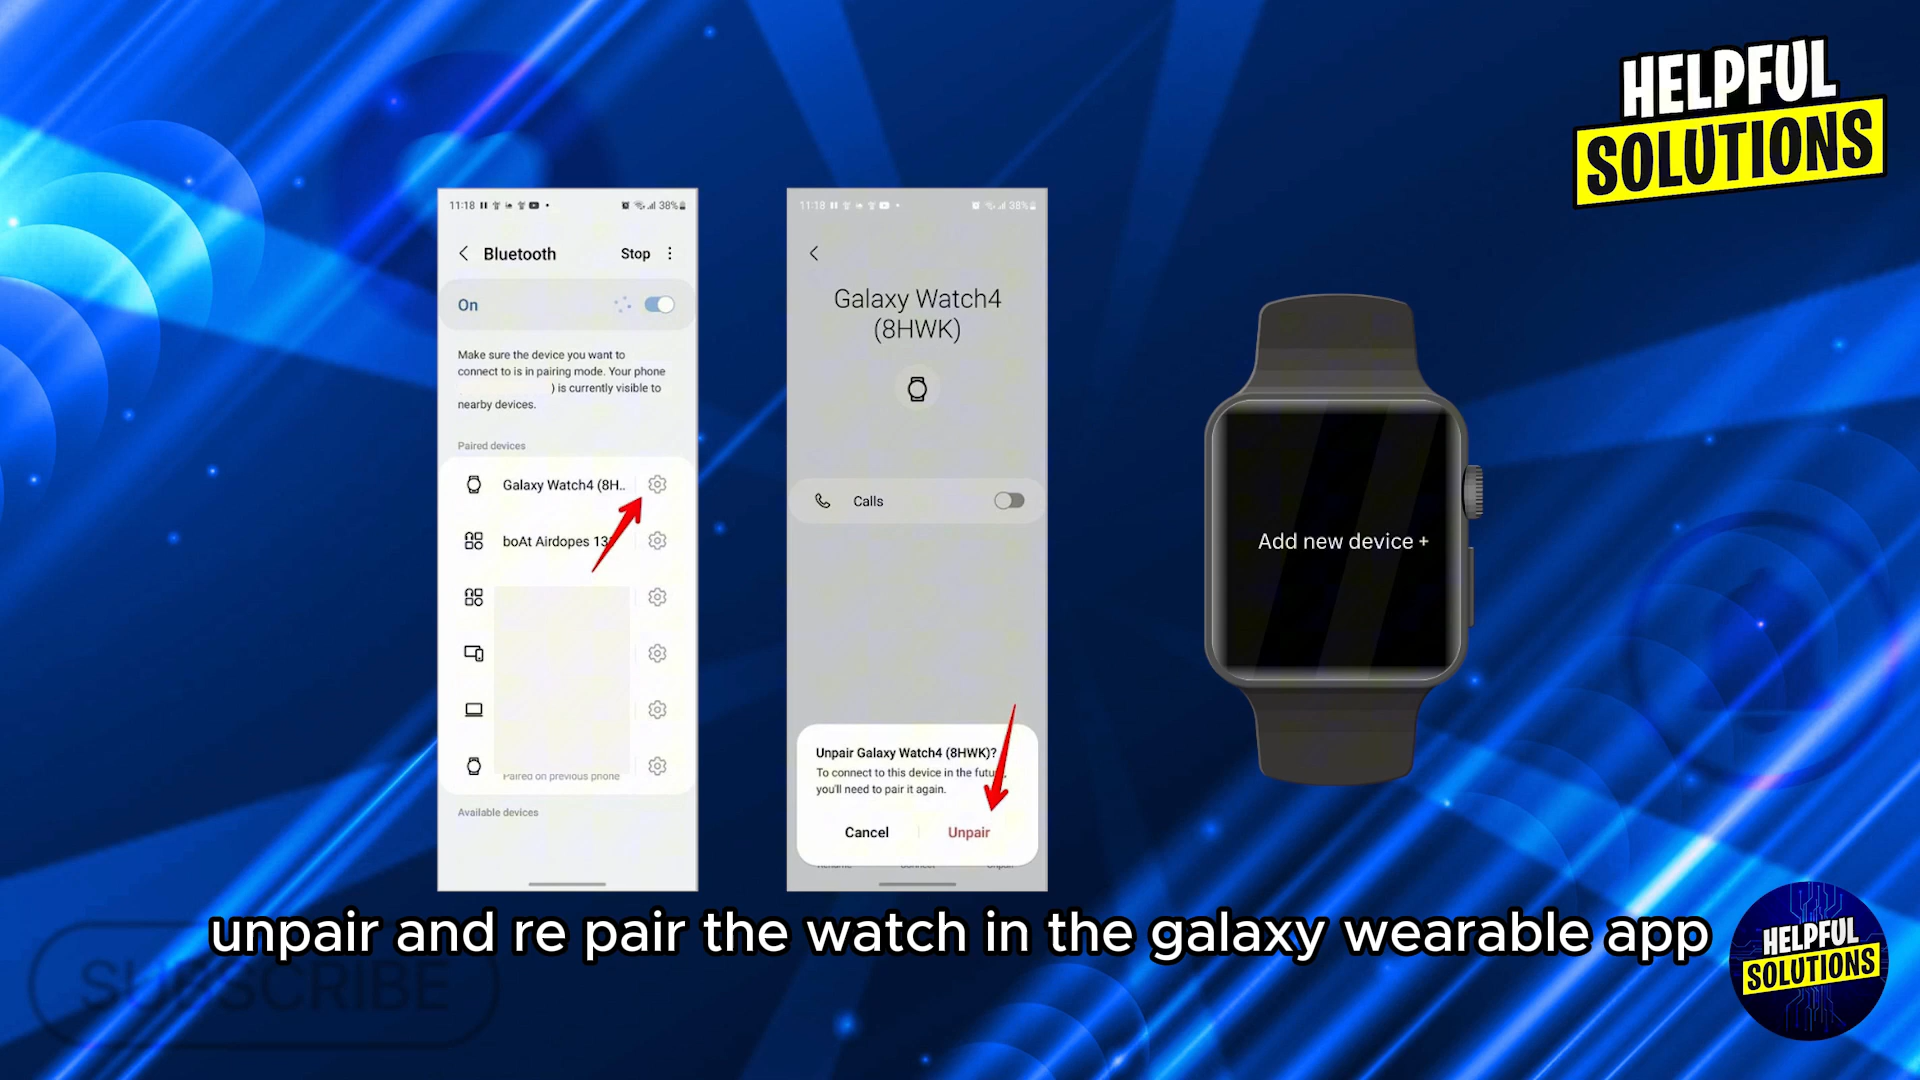 HELPFUL
SOLUTIONS
11:18
38%
Bluetooth
Stop
On
Make sure the device you want to
connect to is in pairing mode. Your phone
) is currently visible to
nearby devices.
Paired devices
Galaxy Watch4 (8H..
boAt Airdopes 13
Paired on previous phone
Available devices
11:18
38%
Galaxy Watch4
(8HWK)
Calls
Unpair Galaxy Watch4 (8HWK)?
To connect to this device in the future,
you'll need to pair it again.
Cancel
Unpair
Add new device +
unpair and re pair the watch in the galaxy wearable app
SUBSCRIBE
HELPFUL
SOLUTIONS